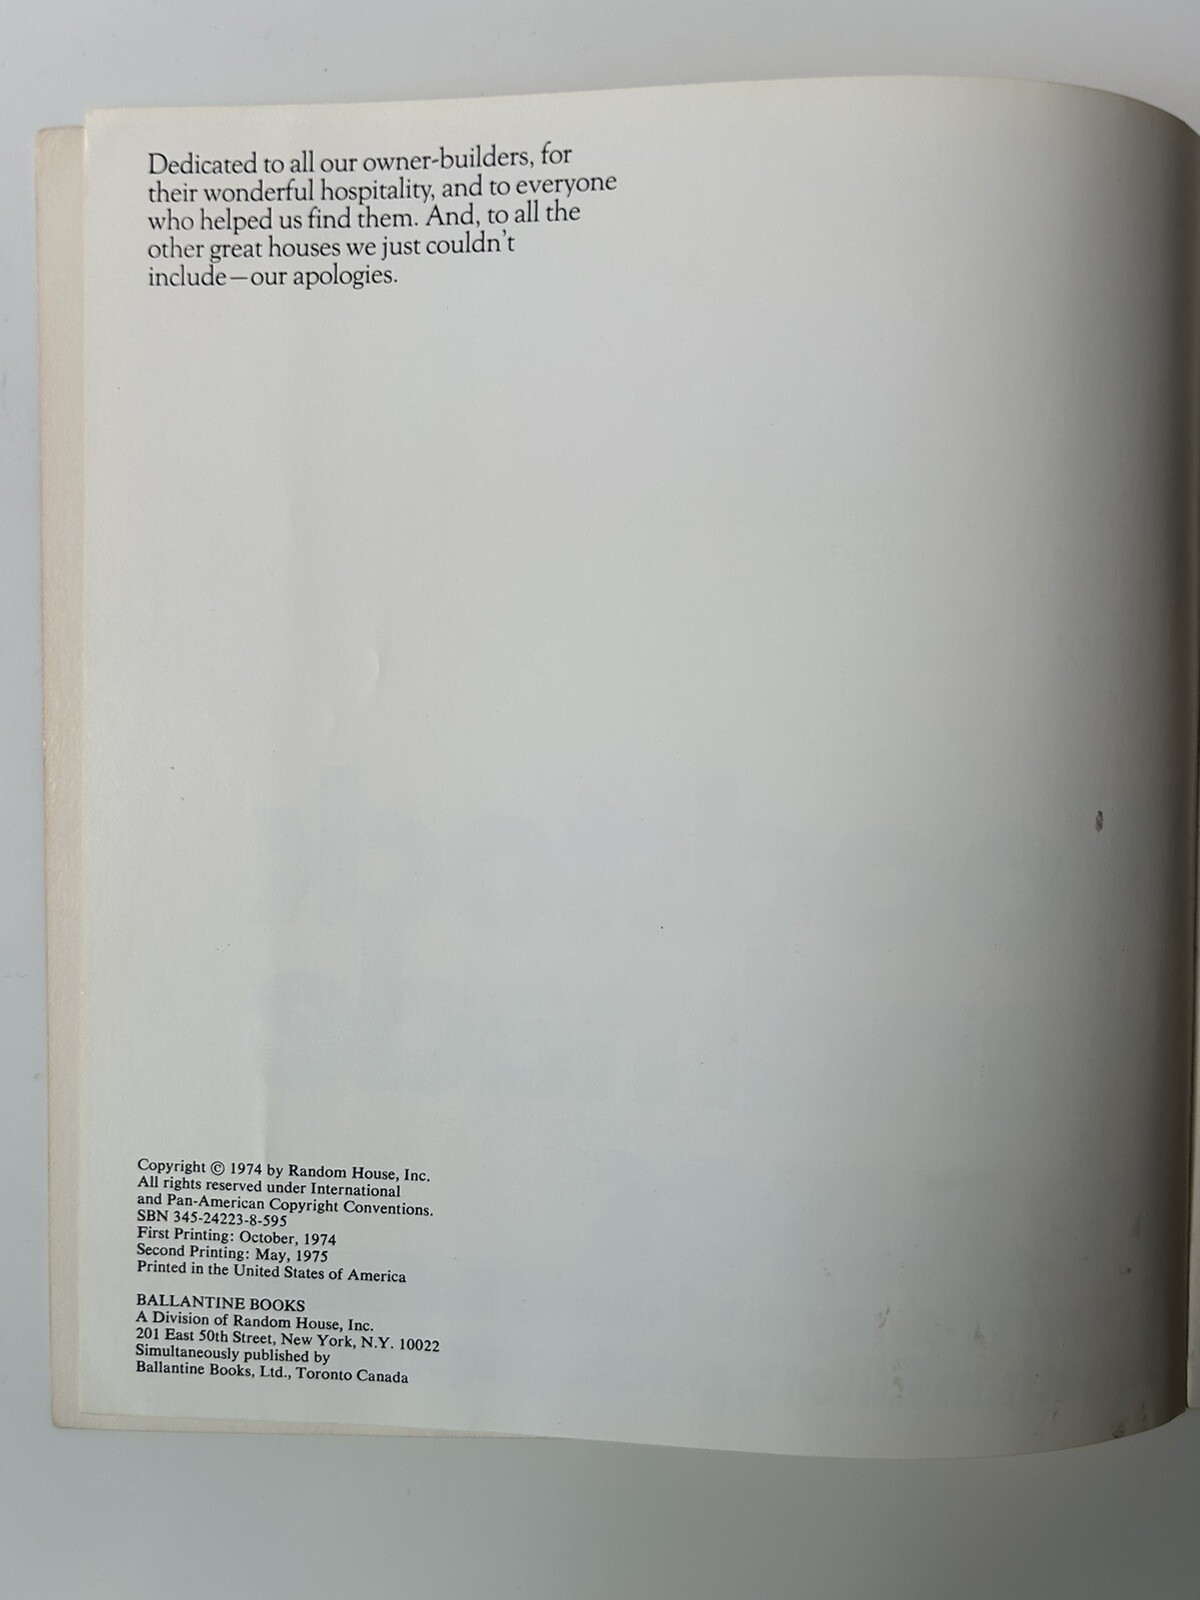 Dedicated to all our owner-builders, for
their wonderful hospitality, and to everyone
who helped us find them. And, to all the
other great houses we just couldn't
include—our apologies.
Copyright © 1974 by Random House, Inc.
All rights reserved under International
and Pan-American Copyright Conventions.
SBN 345-24223-8-595
First Printing: October, 1974
Second Printing: May, 1975
Printed in the United States of America
BALLANTINE BOOKS
A Division of Random House, Inc.
201 East 50th Street, New York, N.Y. 10022
Simultaneously published by
Ballantine Books, Ltd., Toronto Canada